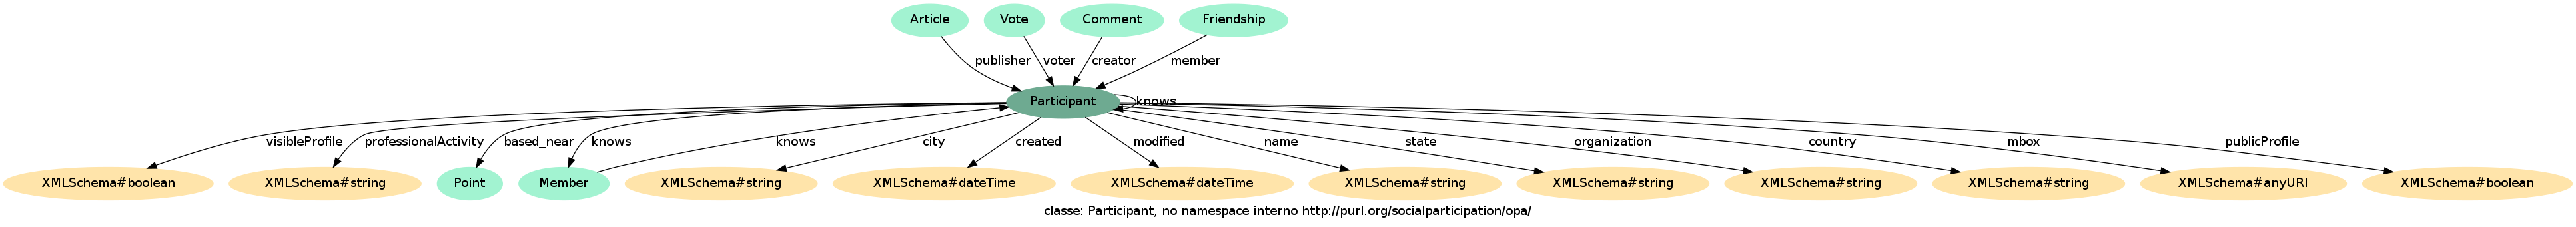 Article Vote Comment Friendship
publisher voter creator member
Participant knows
visibleProfile professionalActivity based_near knows knows city created modified name state organization country mbox publicProfile
XMLSchema#boolean XMLSchema#string Point Member XMLSchema#string XMLSchema#dateTime XMLSchema#dateTime XMLSchema#string XMLSchema#string XMLSchema#string XMLSchema#string XMLSchema#anyURI XMLSchema#boolean
classe: Participant, no namespace interno http://purl.org/socialparticipation/opa/